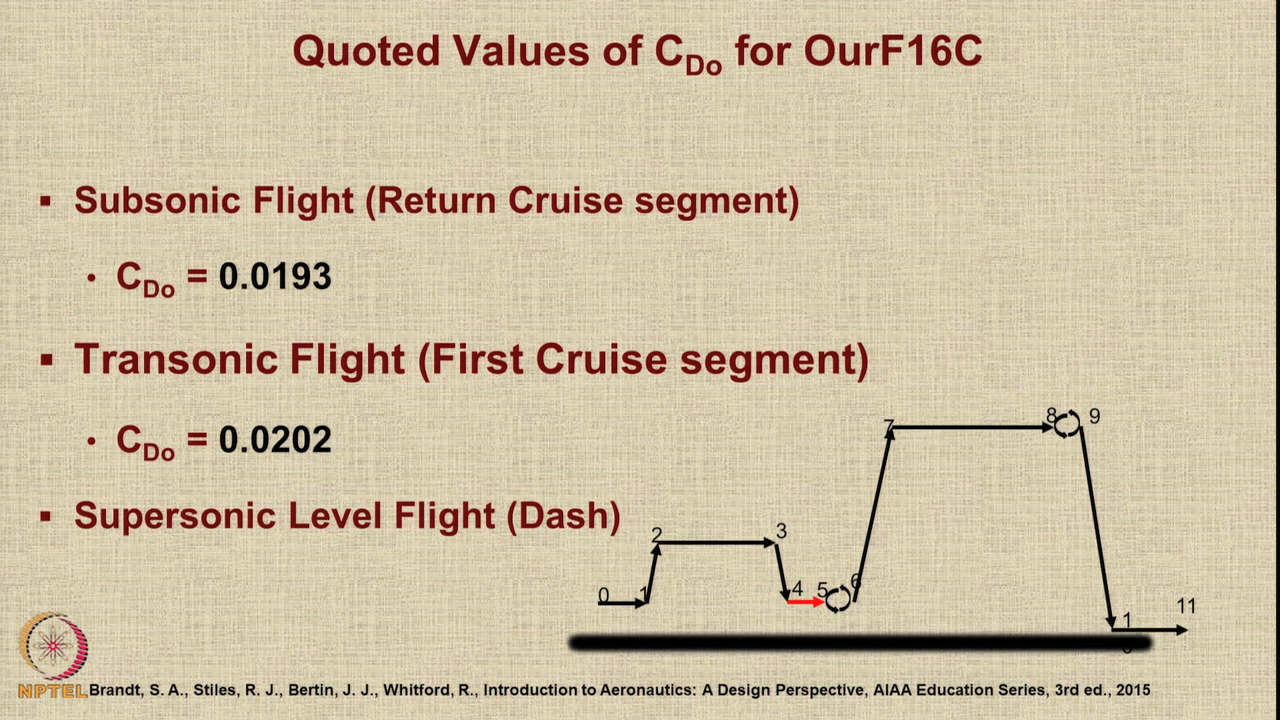 Quoted Values of CDo for OurF16C
▪ Subsonic Flight (Return Cruise segment)
• CDo = 0.0193
▪ Transonic Flight (First Cruise segment)
• CDo = 0.0202
▪ Supersonic Level Flight (Dash)
0 1 2 3 4 5 6 7 8 9 1 11
NPTEL
Brandt, S. A., Stiles, R. J., Bertin, J. J., Whitford, R., Introduction to Aeronautics: A Design Perspective, AIAA Education Series, 3rd ed., 2015